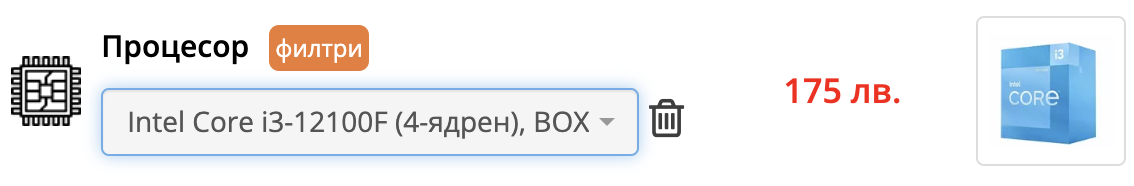 Процесор филтри
Intel Core i3-12100F (4-ядрен), BOX
175 лв.
i3
intel
CORE